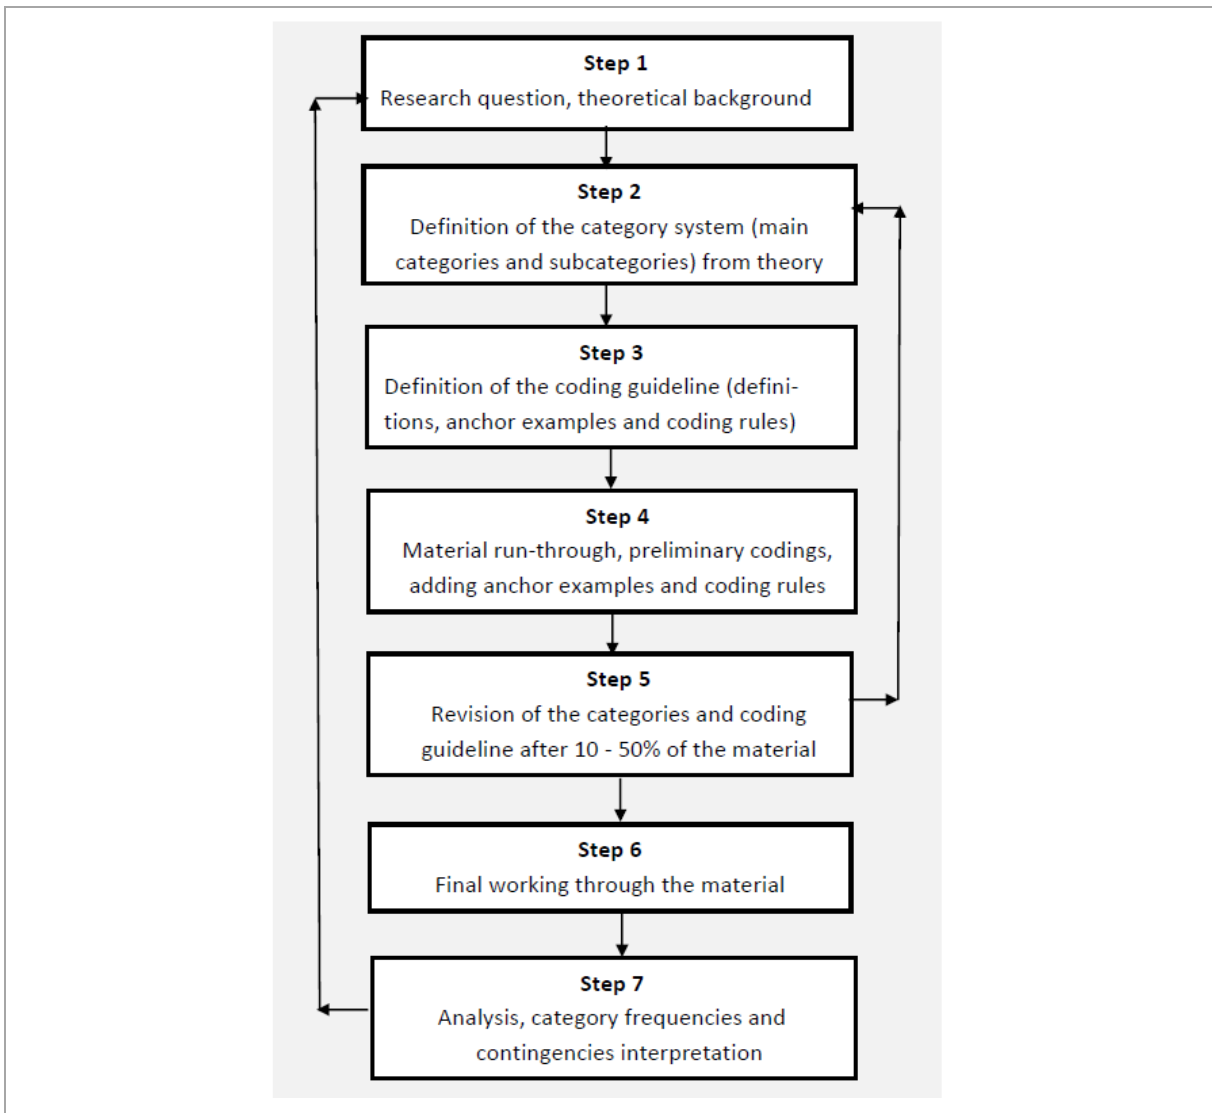 Step 1
Research question, theoretical background
Step 2
Definition of the category system (main
categories and subcategories) from theory
Step 3
Definition of the coding guideline (defini-
tions, anchor examples and coding rules)
Step 4
Material run-through, preliminary codings,
adding anchor examples and coding rules
Step 5
Revision of the categories and coding
guideline after 10 - 50% of the material
Step 6
Final working through the material
Step 7
Analysis, category frequencies and
contingencies interpretation